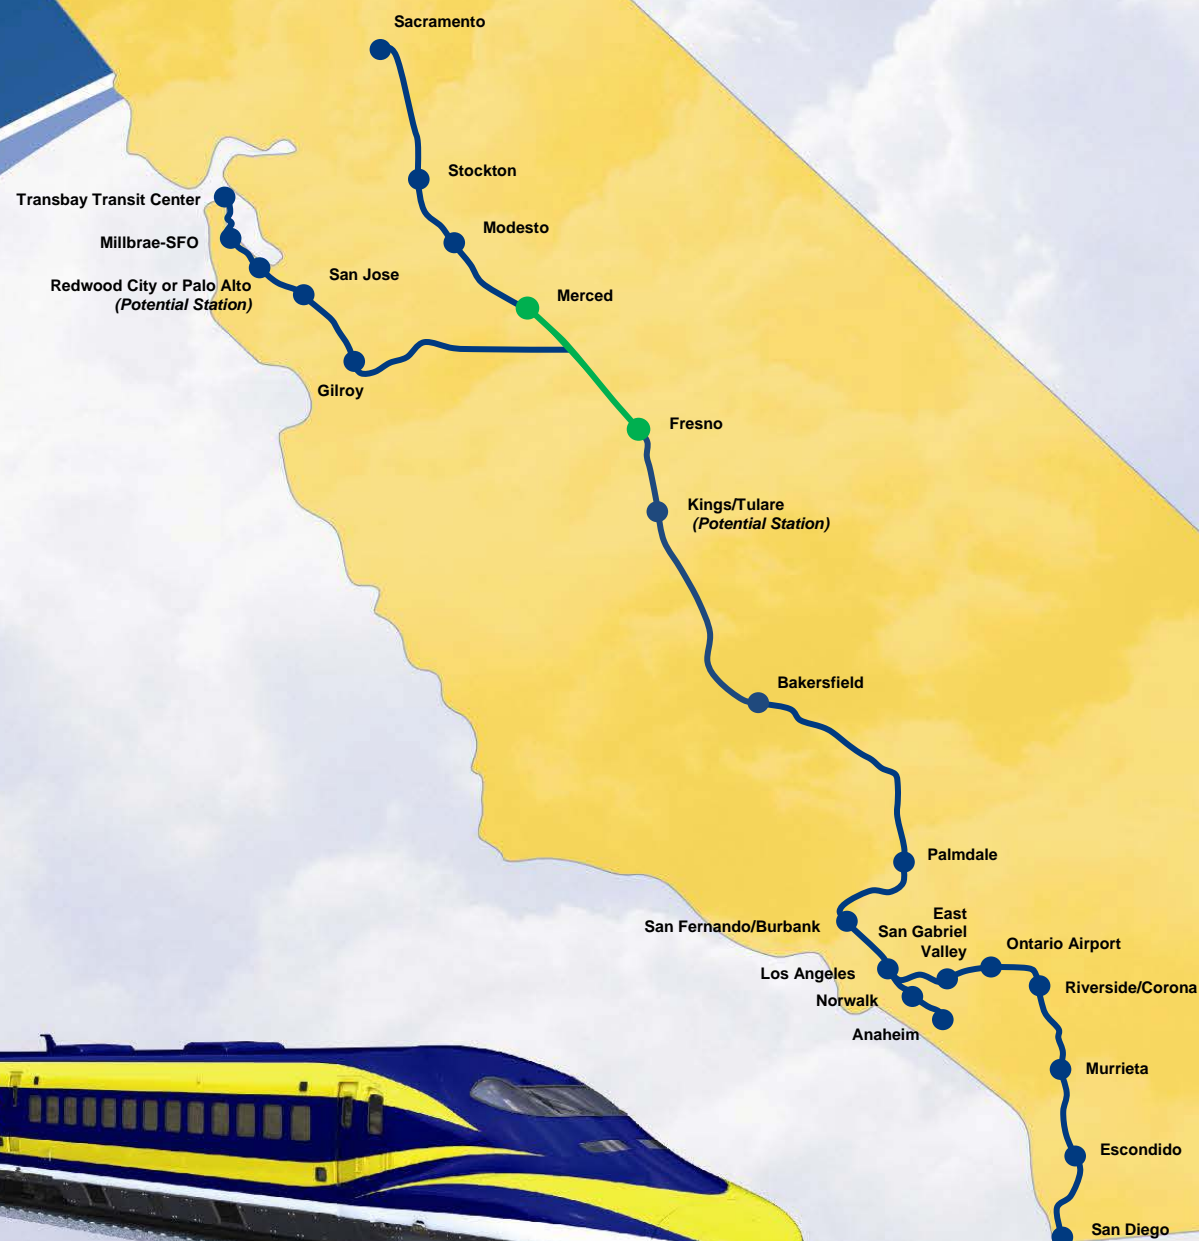 Sacramento
Stockton
Transbay Transit Center
Modesto
Millbrae-SFO
San Jose
Redwood City or Palo Alto
(Potential Station)
Merced
Gilroy
Fresno
Kings/Tulare
(Potential Station)
Bakersfield
Palmdale
San Fernando/Burbank
East
San Gabriel
Valley
Ontario Airport
Los Angeles
Riverside/Corona
Norwalk
Anaheim
Murrieta
Escondido
San Diego